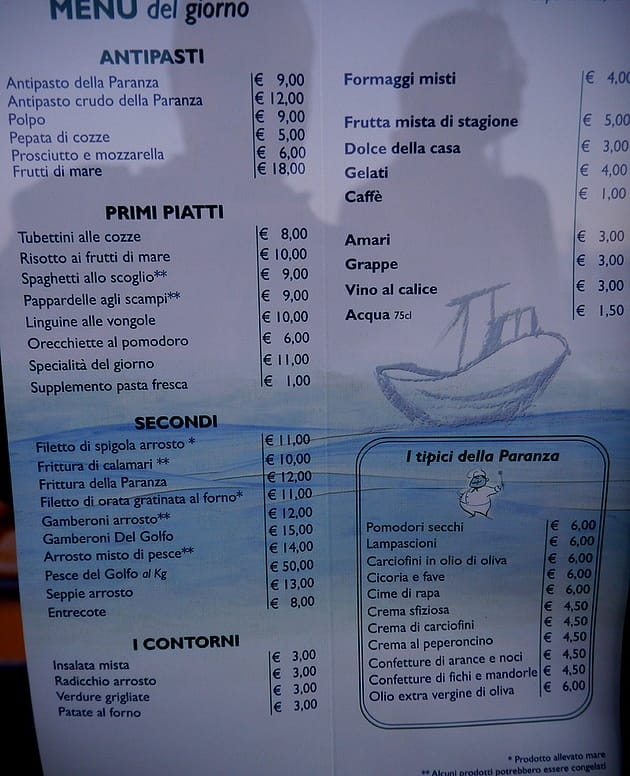 MENU del giorno
ANTIPASTI
Antipasto della Paranza € 9,00
Antipasto crudo della Paranza € 12,00
Polpo € 9,00
Pepata di cozze € 5,00
Prosciutto e mozzarella € 6,00
Frutti di mare € 18,00
PRIMI PIATTI
Tubettini alle cozze € 8,00
Risotto ai frutti di mare € 10,00
Spaghetti allo scoglio** € 9,00
Pappardelle agli scampi** € 9,00
Linguine alle vongole € 10,00
Orecchiette al pomodoro € 6,00
Specialità del giorno € 11,00
Supplemento pasta fresca € 1,00
SECONDI
Filetto di spigola arrosto * € 11,00
Frittura di calamari ** € 10,00
Frittura della Paranza € 12,00
Filetto di orata gratinata al forno* € 11,00
Gamberoni arrosto** € 12,00
Gamberoni Del Golfo € 15,00
Arrosto misto di pesce** € 14,00
Pesce del Golfo al Kg € 50,00
Seppie arrosto € 13,00
Entrecote € 8,00
I CONTORNI
Insalata mista € 3,00
Radicchio arrosto € 3,00
Verdure grigliate € 3,00
Patate al forno € 3,00
Formaggi misti € 4,00
Frutta mista di stagione € 5,00
Dolce della casa € 3,00
Gelati € 4,00
Caffè € 1,00
Amari € 3,00
Grappe € 3,00
Vino al calice € 3,00
Acqua 75cl € 1,50
I tipici della Paranza
Pomodori secchi € 6,00
Lampascioni € 6,00
Carciofini in olio di oliva € 6,00
Cicoria e fave € 6,00
Cime di rapa € 6,00
Crema sfiziosa € 4,50
Crema di carciofini € 4,50
Crema al peperoncino € 4,50
Confetture di arance e noci € 4,50
Confetture di fichi e mandorle € 4,50
Olio extra vergine di oliva € 6,00
* Prodotto allevato mare
** Alcuni prodotti potrebbero essere congelati